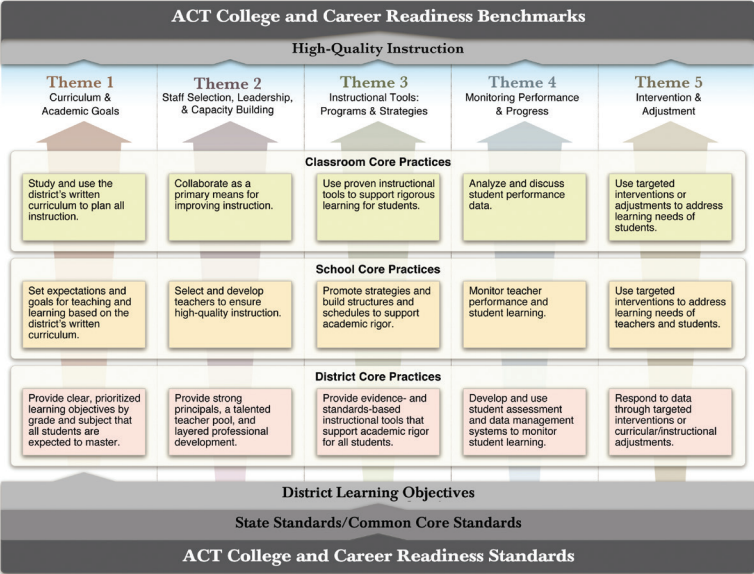 ACT College and Career Readiness Benchmarks
High-Quality Instruction
Theme 1
Curriculum &
Academic Goals
Theme 2
Staff Selection, Leadership,
& Capacity Building
Theme 3
Instructional Tools:
Programs & Strategies
Theme 4
Monitoring Performance
& Progress
Theme 5
Intervention &
Adjustment
Classroom Core Practices
Study and use the
district's written
curriculum to plan all
instruction.
Collaborate as a
primary means for
improving instruction.
Use proven instructional
tools to support rigorous
learning for students.
Analyze and discuss
student performance
data.
Use targeted
interventions or
adjustments to address
learning needs of
students.
School Core Practices
Set expectations and
goals for teaching and
learning based on the
district's written
curriculum.
Select and develop
teachers to ensure
high-quality instruction.
Promote strategies and
build structures and
schedules to support
academic rigor.
Monitor teacher
performance and
student learning.
Use targeted
interventions to address
learning needs of
teachers and students.
District Core Practices
Provide clear, prioritized
learning objectives by
grade and subject that
all students are
expected to master.
Provide strong
principals, a talented
teacher pool, and
layered professional
development.
Provide evidence- and
standards-based
instructional tools that
support academic rigor
for all students.
Develop and use
student assessment
and data management
systems to monitor
student learning.
Respond to data
through targeted
interventions or
curricular/instructional
adjustments.
District Learning Objectives
State Standards/Common Core Standards
ACT College and Career Readiness Standards